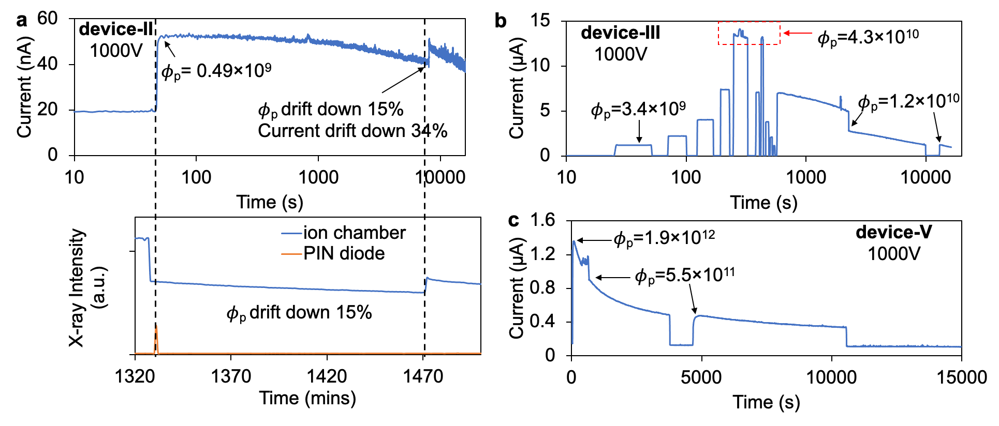 a
60
40
20
0
Current (nA)
device-II
1000V
ϕp= 0.49×10⁹
ϕp drift down 15%
Current drift down 34%
10
100
1000
10000
Time (s)
X-ray Intensity
(a.u.)
ion chamber
PIN diode
ϕp drift down 15%
1320
1370
1420
1470
Time (mins)
b
15
10
5
0
Current (µA)
device-III
1000V
ϕp=4.3×10¹⁰
ϕp=3.4×10⁹
ϕp=1.2×10¹⁰
10
100
1000
10000
Time (s)
c
1.6
1.2
0.8
0.4
0
Current (µA)
ϕp=1.9×10¹²
device-V
1000V
ϕp=5.5×10¹¹
0
5000
10000
15000
Time (s)